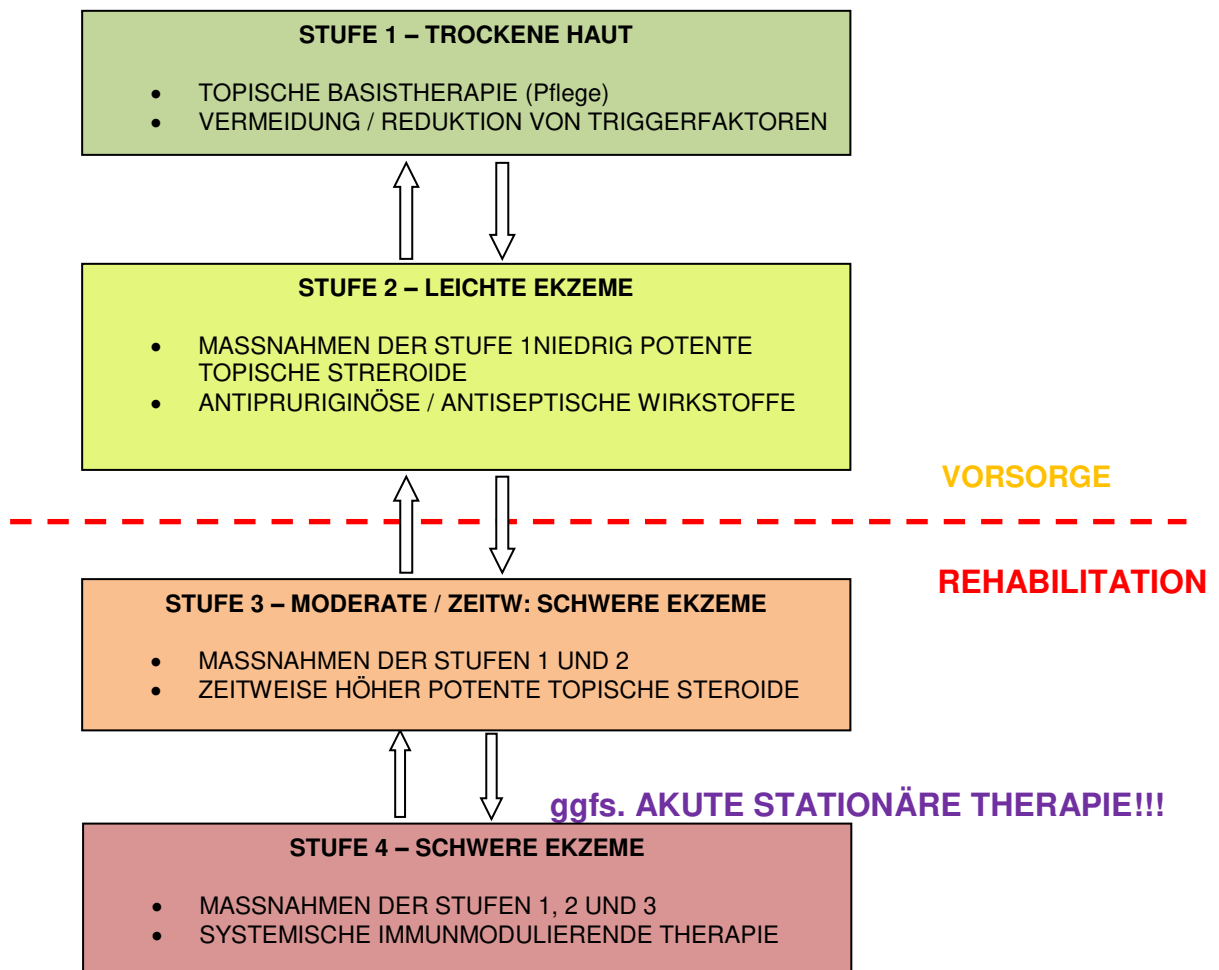 STUFE 1 – TROCKENE HAUT
• TOPISCHE BASISTHERAPIE (Pflege)
• VERMEIDUNG / REDUKTION VON TRIGGERFAKTOREN
STUFE 2 – LEICHTE EKZEME
• MASSNAHMEN DER STUFE 1NIEDRIG POTENTE
TOPISCHE STREROIDE
• ANTIPRURIGINÖSE / ANTISEPTISCHE WIRKSTOFFE
VORSORGE
REHABILITATION
STUFE 3 – MODERATE / ZEITW: SCHWERE EKZEME
• MASSNAHMEN DER STUFEN 1 UND 2
• ZEITWEISE HÖHER POTENTE TOPISCHE STEROIDE
ggfs. AKUTE STATIONÄRE THERAPIE!!!
STUFE 4 – SCHWERE EKZEME
• MASSNAHMEN DER STUFEN 1, 2 UND 3
• SYSTEMISCHE IMMUNMODULIERENDE THERAPIE